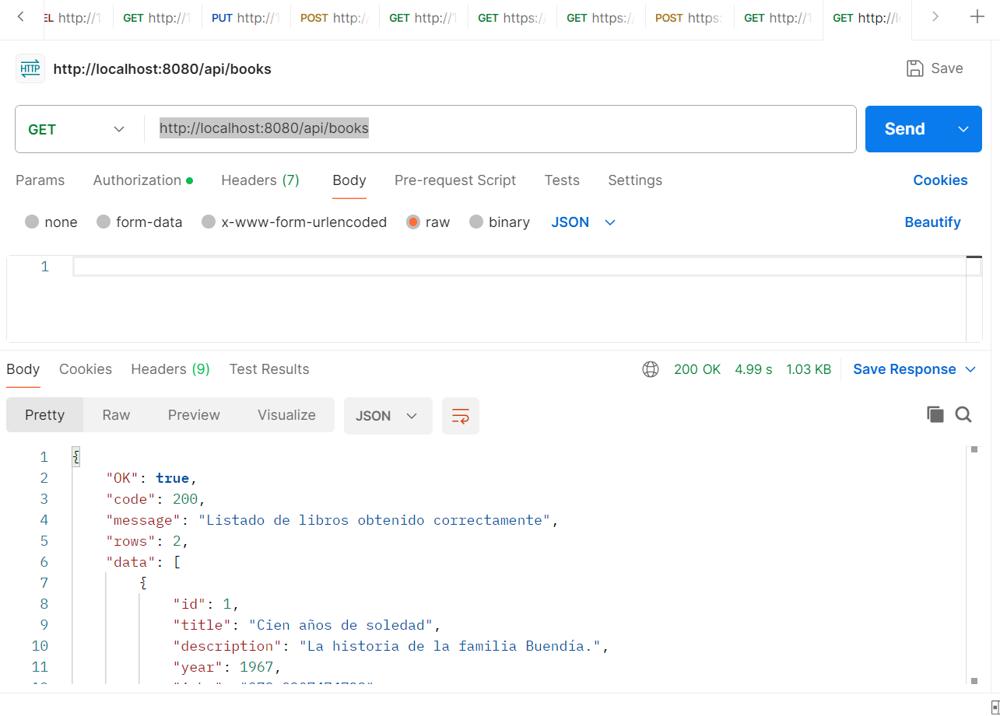 EL http://1 GET http://1 PUT http://1 POST http:/ GET http://1 GET https:/ GET https:/ POST https: GET http://1 GET http://l
HTTP http://localhost:8080/api/books Save
GET http://localhost:8080/api/books Send
Params Authorization Headers (7) Body Pre-request Script Tests Settings Cookies
none form-data x-www-form-urlencoded raw binary JSON Beautify
1
Body Cookies Headers (9) Test Results 200 OK 4.99 s 1.03 KB Save Response
Pretty Raw Preview Visualize JSON
1 {
2 "OK": true,
3 "code": 200,
4 "message": "Listado de libros obtenido correctamente",
5 "rows": 2,
6 "data": [
7 {
8 "id": 1,
9 "title": "Cien años de soledad",
10 "description": "La historia de la familia Buendía.",
11 "year": 1967,